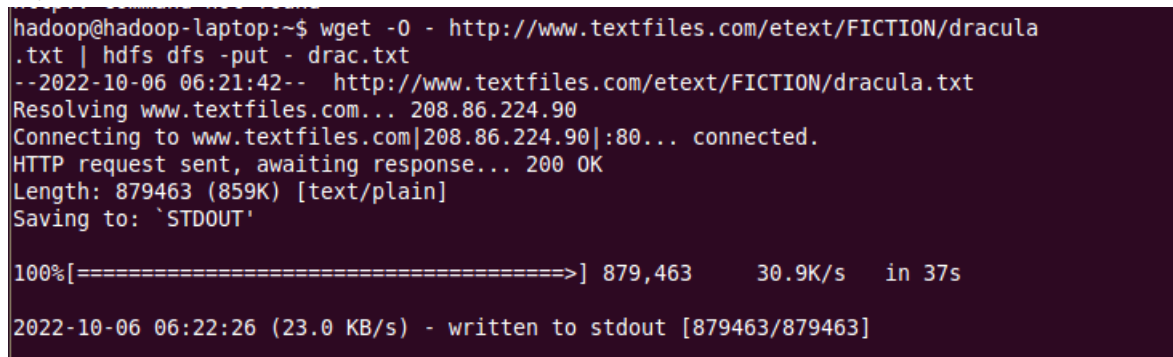 hadoop@hadoop-laptop:~$ wget -O - http://www.textfiles.com/etext/FICTION/dracula
.txt | hdfs dfs -put - drac.txt
--2022-10-06 06:21:42--  http://www.textfiles.com/etext/FICTION/dracula.txt
Resolving www.textfiles.com... 208.86.224.90
Connecting to www.textfiles.com|208.86.224.90|:80... connected.
HTTP request sent, awaiting response... 200 OK
Length: 879463 (859K) [text/plain]
Saving to: `STDOUT'
100%[======================================>] 879,463     30.9K/s   in 37s
2022-10-06 06:22:26 (23.0 KB/s) - written to stdout [879463/879463]